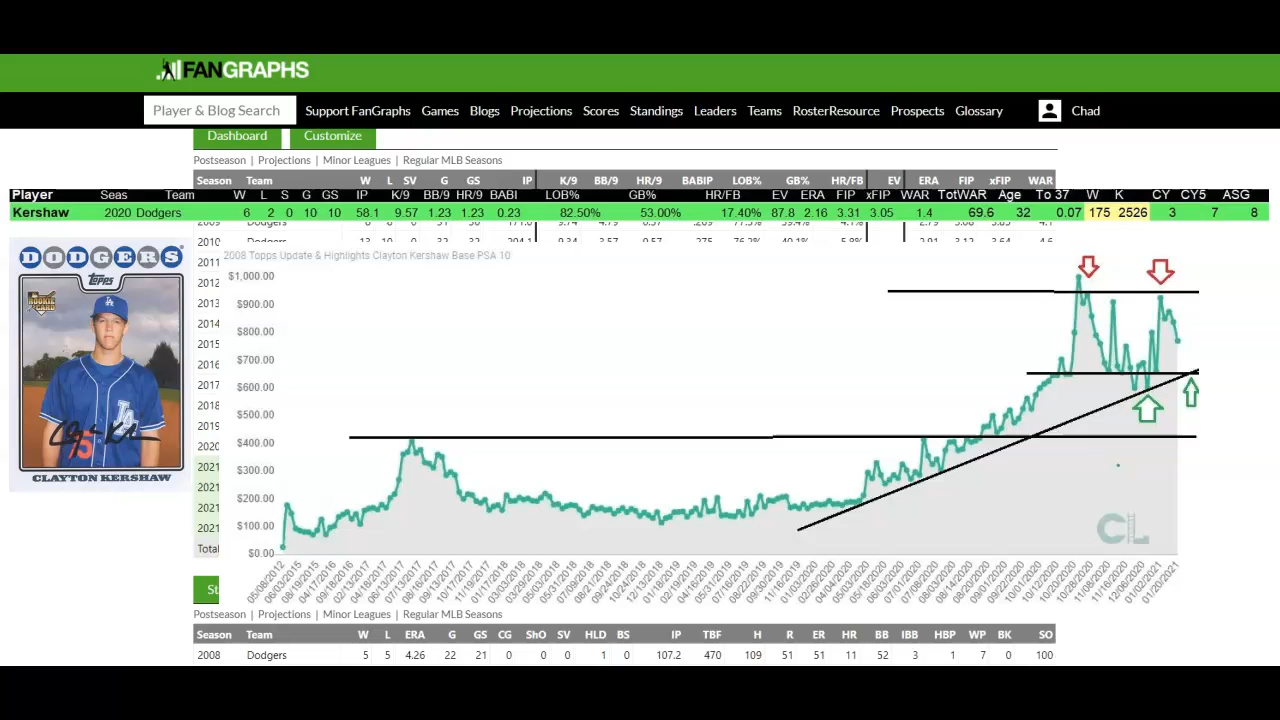 FANGRAPHS
Player & Blog Search Support FanGraphs Games Blogs Projections Scores Standings Leaders Teams RosterResource Prospects Glossary Chad
Dashboard Customize
Postseason | Projections | Minor Leagues | Regular MLB Seasons
Season Team W L SV G GS IP K/9 BB/9 HR/9 BABIP LOB% GB% HR/FB EV ERA FIP xFIP WAR
Player Seas Team W L S G GS IP K/9 BB/9 HR/9 BABI LOB% GB% HR/FB EV ERA FIP xFIP WAR TotWAR Age To 37 W K CY CY5 ASG
Kershaw 2020 Dodgers 6 2 0 10 10 58.1 9.57 1.23 1.23 0.23 82.50% 53.00% 17.40% 87.8 2.16 3.31 3.05 1.4 69.6 32 0.07 175 2526 3 7 8
2010 Dodgers
2008 Topps Update & Highlights Clayton Kershaw Base PSA 10
DODGERS
Topps
ROOKIE CARD
LA
CLAYTON KERSHAW
2011
2012
2013
2014
2015
2016
2017
2018
2019
2020
2021
2021
2021
2021
Total
$1,000.00
$900.00
$800.00
$700.00
$600.00
$500.00
$400.00
$300.00
$200.00
$100.00
$0.00
CL
St
Postseason | Projections | Minor Leagues | Regular MLB Seasons
Season Team W L ERA G GS CG ShO SV HLD BS IP TBF H R ER HR BB IBB HBP WP BK SO
2008 Dodgers 5 5 4.26 22 21 0 0 0 1 0 107.2 470 109 51 51 11 52 3 1 7 0 100